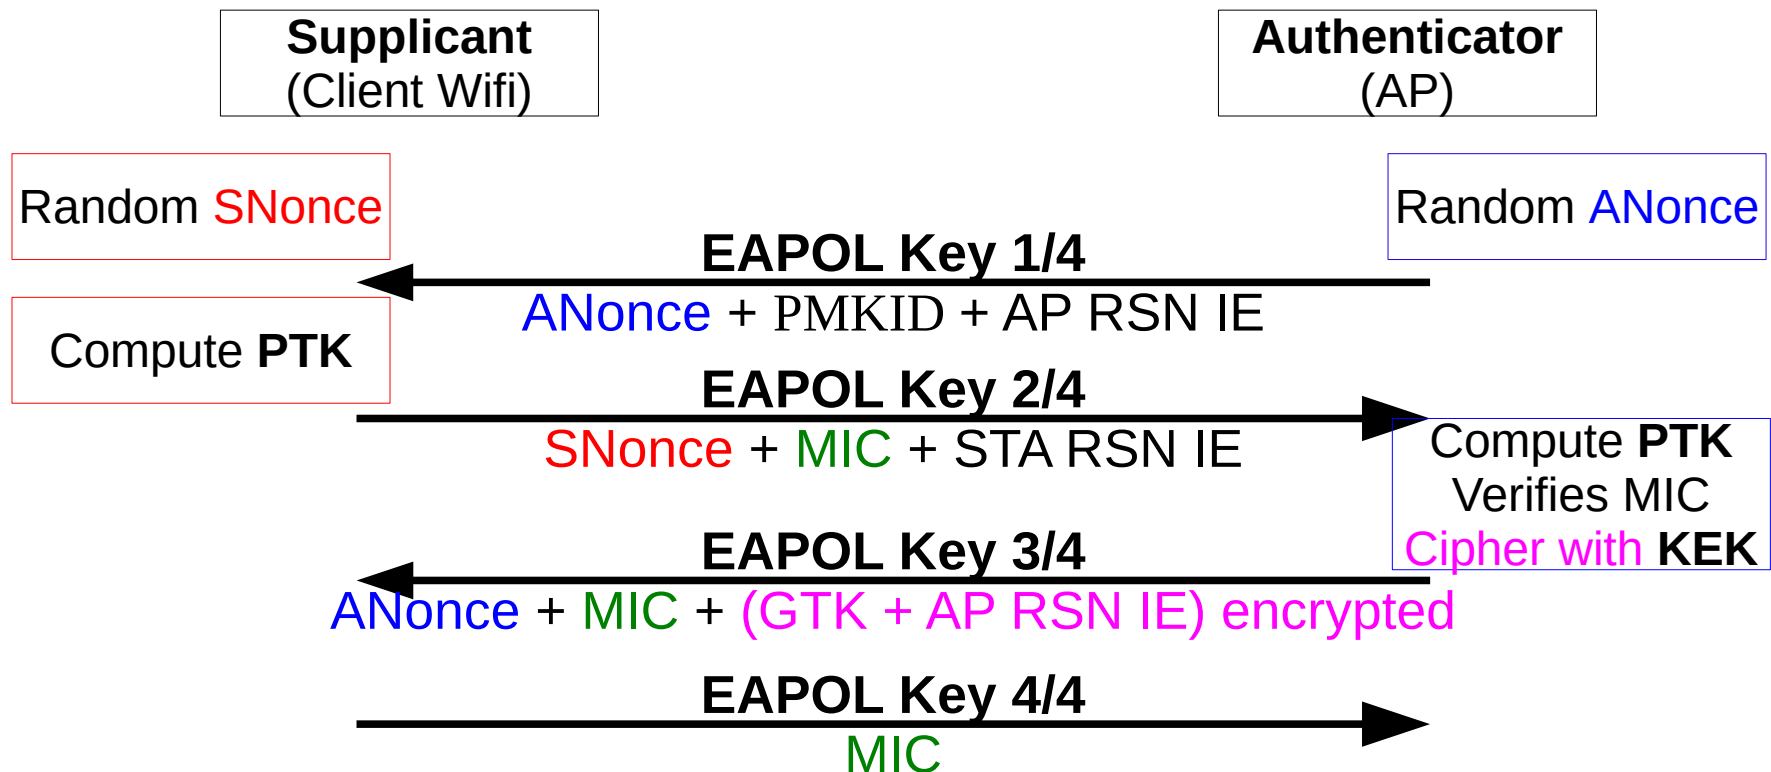 Supplicant
(Client Wifi)
Authenticator
(AP)
Random SNonce
Random ANonce
EAPOL Key 1/4
ANonce + PMKID + AP RSN IE
Compute PTK
EAPOL Key 2/4
SNonce + MIC + STA RSN IE
Compute PTK
Verifies MIC
Cipher with KEK
EAPOL Key 3/4
ANonce + MIC + (GTK + AP RSN IE) encrypted
EAPOL Key 4/4
MIC